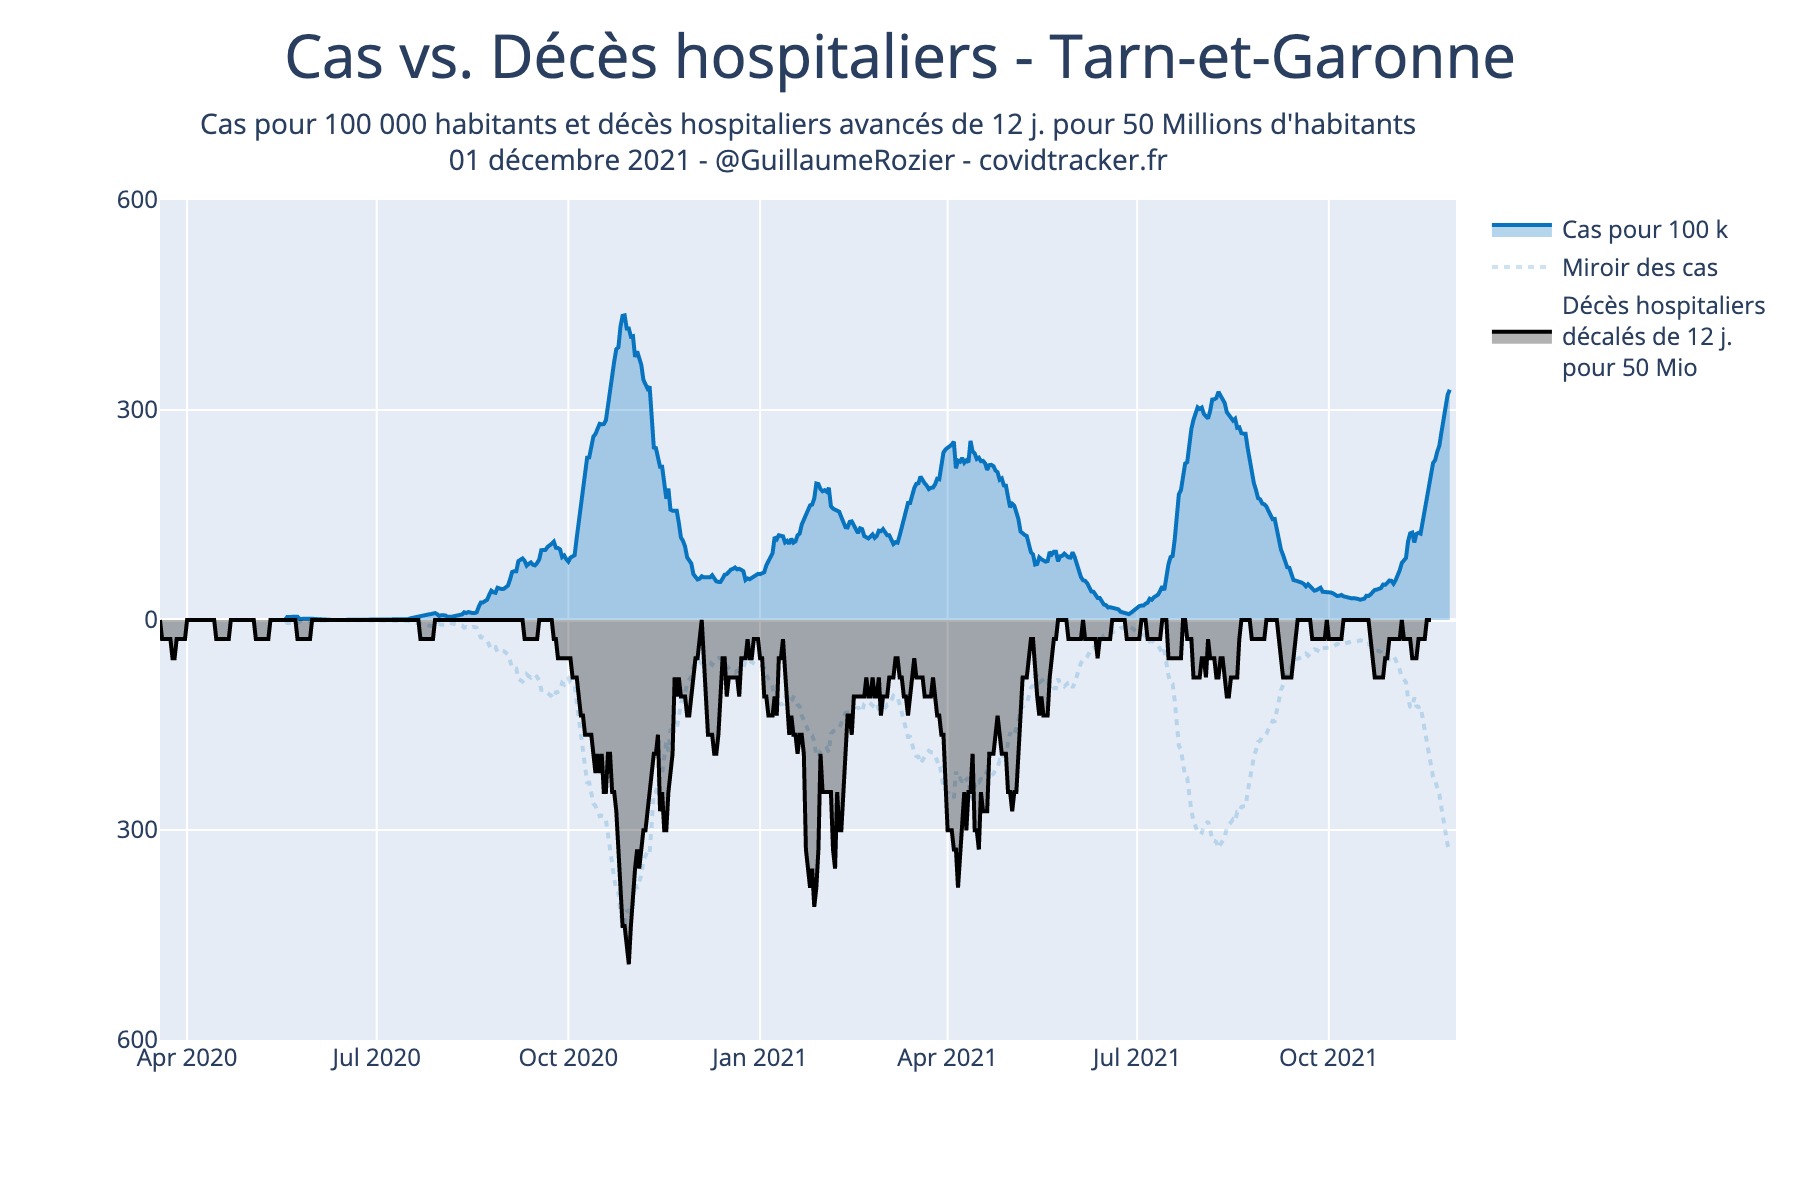 Cas vs. Décès hospitaliers - Tarn-et-Garonne
Cas pour 100 000 habitants et décès hospitaliers avancés de 12 j. pour 50 Millions d'habitants
01 décembre 2021 - @GuillaumeRozier - covidtracker.fr
600
300
0
300
600
Apr 2020
Jul 2020
Oct 2020
Jan 2021
Apr 2021
Jul 2021
Oct 2021
Cas pour 100 k
Miroir des cas
Décès hospitaliers
décalés de 12 j.
pour 50 Mio